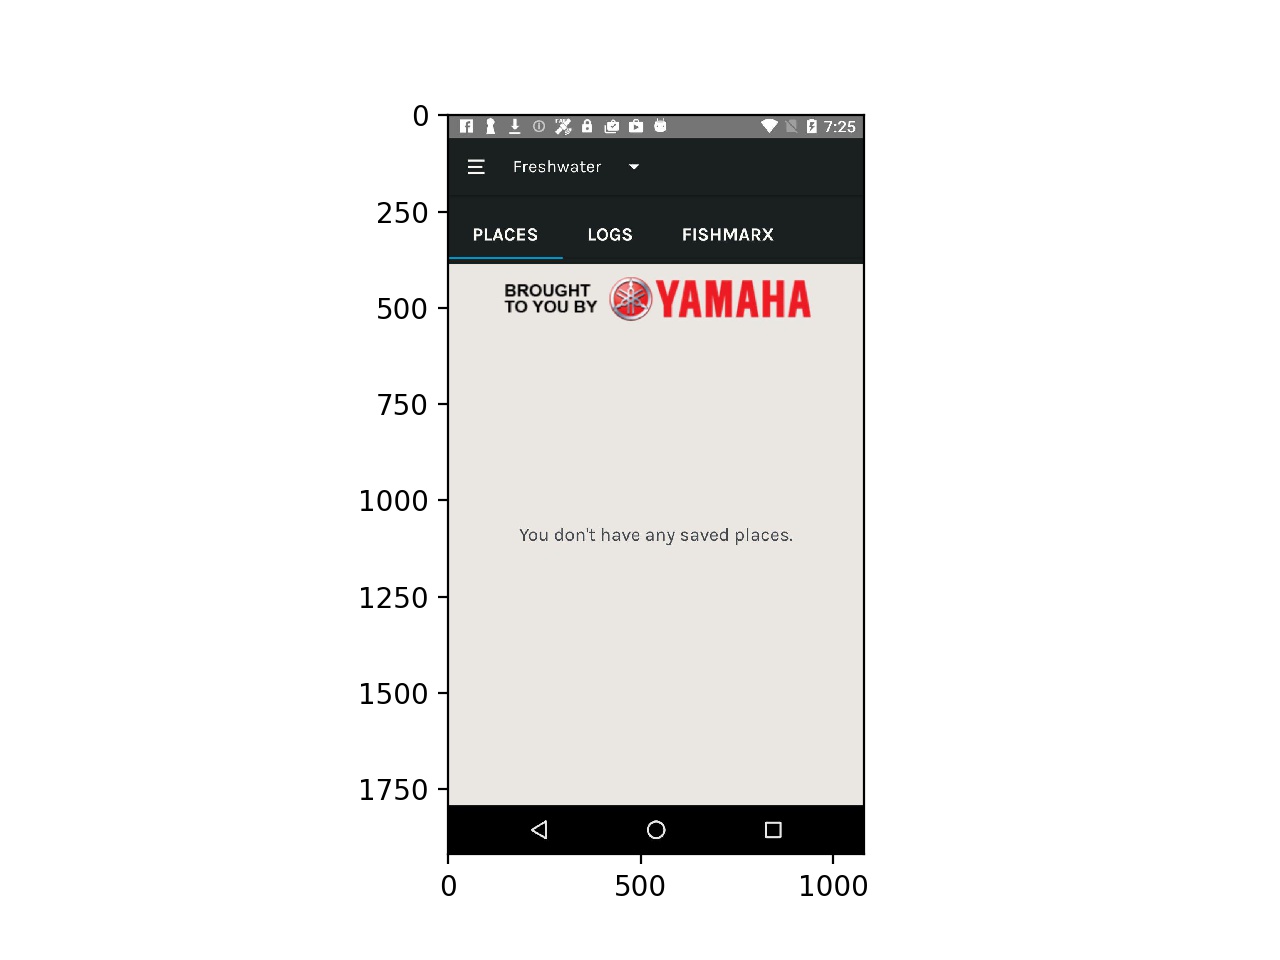 0
7:25
Freshwater
250
PLACES LOGS FISHMARX
BROUGHT
TO YOU BY YAMAHA
500
750
1000
You don't have any saved places.
1250
1500
1750
0 500 1000